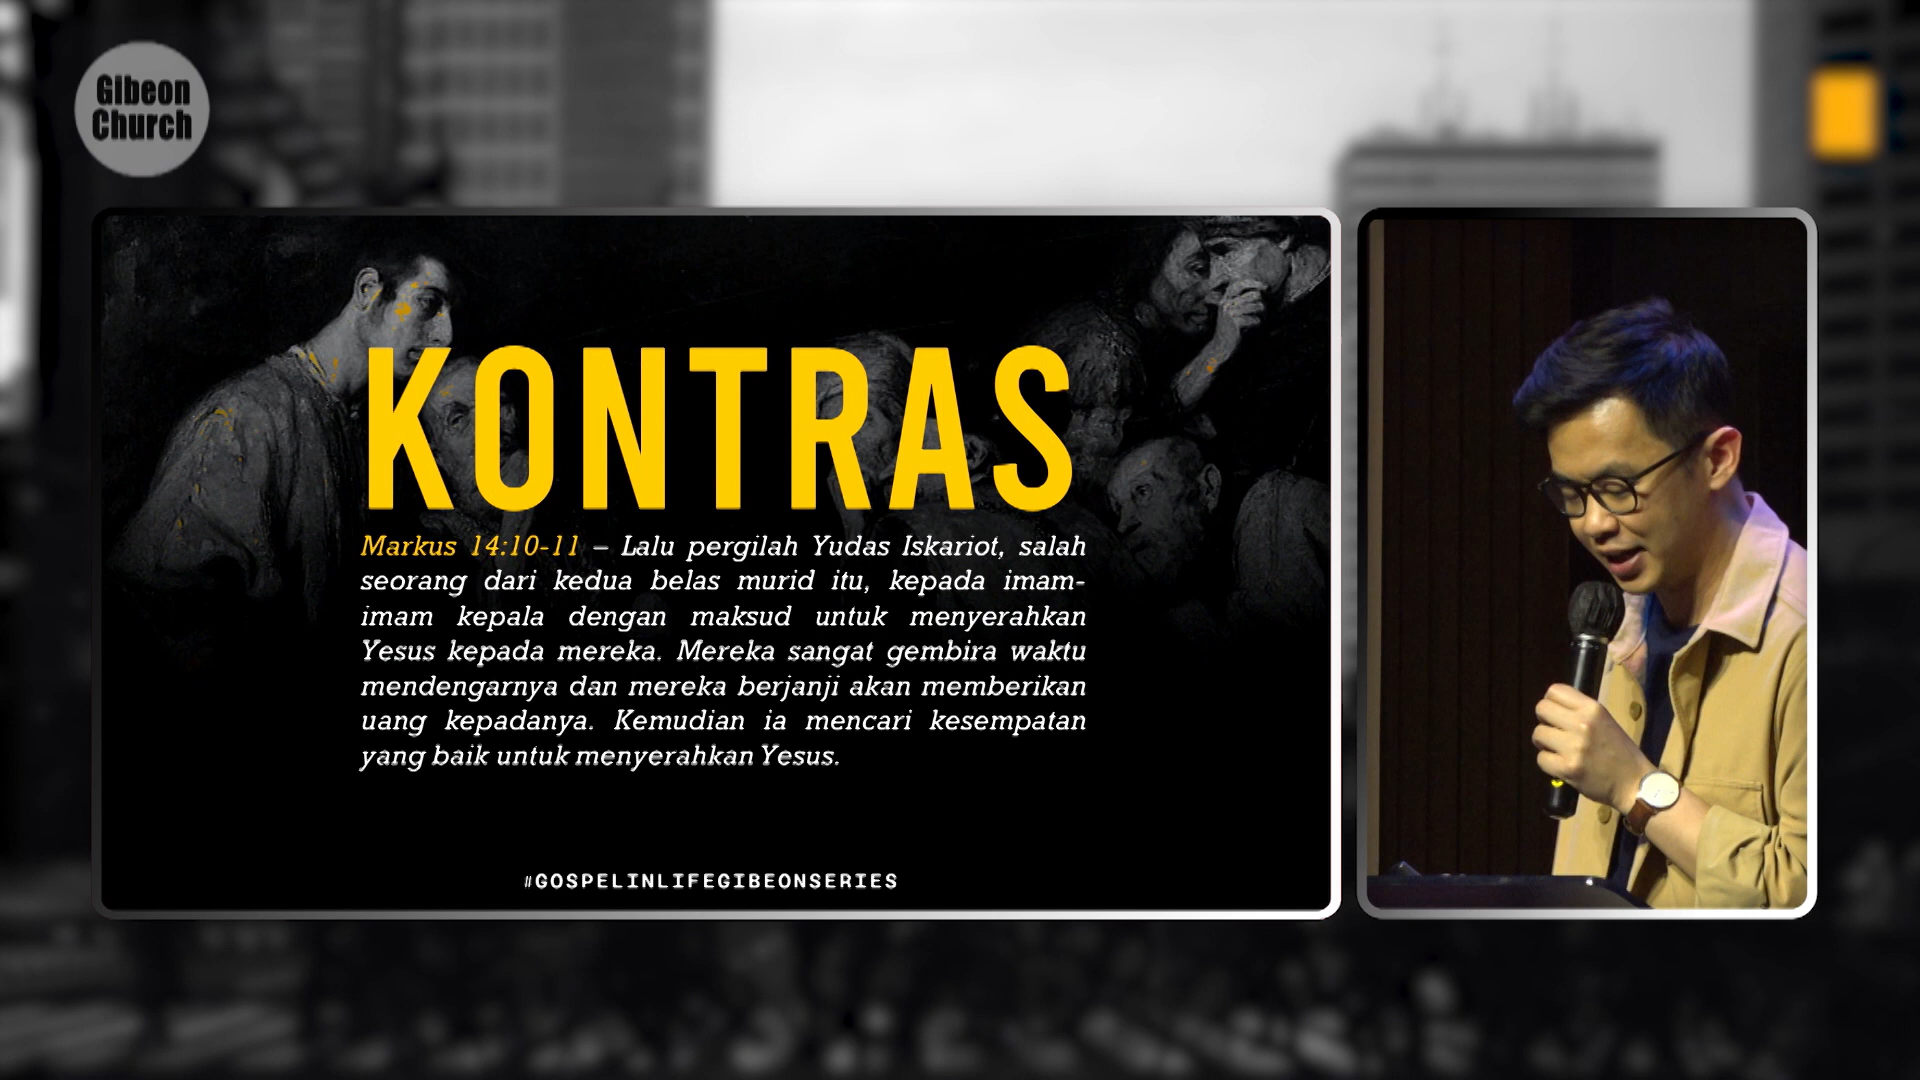 Gibeon
Church
KONTRAS
Markus 14:10-11 – Lalu pergilah Yudas Iskariot, salah
seorang dari kedua belas murid itu, kepada imam-
imam kepala dengan maksud untuk menyerahkan
Yesus kepada mereka. Mereka sangat gembira waktu
mendengarnya dan mereka berjanji akan memberikan
uang kepadanya. Kemudian ia mencari kesempatan
yang baik untuk menyerahkan Yesus.
#GOSPELINLIFEGIBEONSERIES